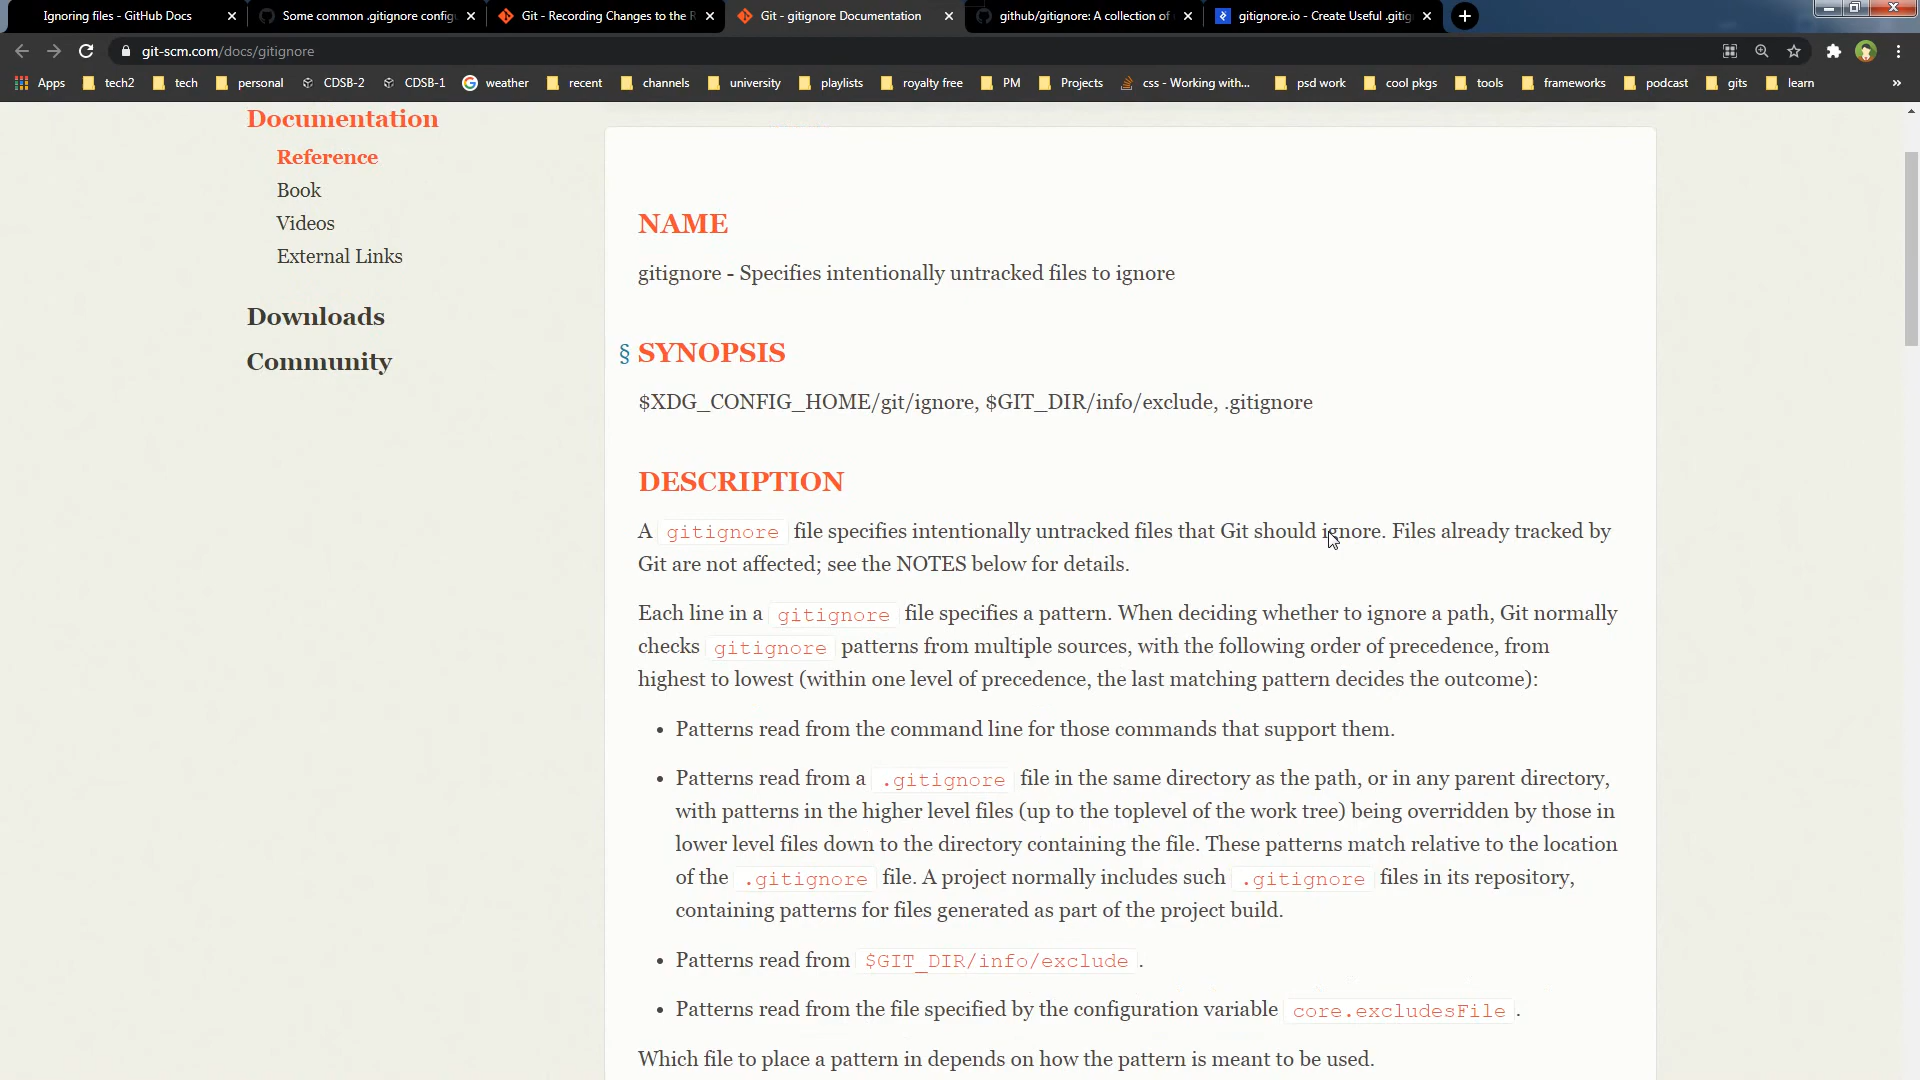 Ignoring files - GitHub Docs
Some common .gitignore config
Git - Recording Changes to the R
Git - gitignore Documentation
github/gitignore: A collection of
gitignore.io - Create Useful .gitig
git-scm.com/docs/gitignore
Apps tech2 tech personal CDSB-2 CDSB-1 weather recent channels university playlists royalty free PM Projects css - Working with... psd work cool pkgs tools frameworks podcast gits learn »
Documentation
Reference
Book
Videos
External Links
Downloads
Community
NAME
gitignore - Specifies intentionally untracked files to ignore
§ SYNOPSIS
$XDG_CONFIG_HOME/git/ignore, $GIT_DIR/info/exclude, .gitignore
DESCRIPTION
A gitignore file specifies intentionally untracked files that Git should ignore. Files already tracked by
Git are not affected; see the NOTES below for details.
Each line in a gitignore file specifies a pattern. When deciding whether to ignore a path, Git normally
checks gitignore patterns from multiple sources, with the following order of precedence, from
highest to lowest (within one level of precedence, the last matching pattern decides the outcome):
• Patterns read from the command line for those commands that support them.
• Patterns read from a .gitignore file in the same directory as the path, or in any parent directory,
with patterns in the higher level files (up to the toplevel of the work tree) being overridden by those in
lower level files down to the directory containing the file. These patterns match relative to the location
of the .gitignore file. A project normally includes such .gitignore files in its repository,
containing patterns for files generated as part of the project build.
• Patterns read from $GIT_DIR/info/exclude .
• Patterns read from the file specified by the configuration variable core.excludesFile .
Which file to place a pattern in depends on how the pattern is meant to be used.